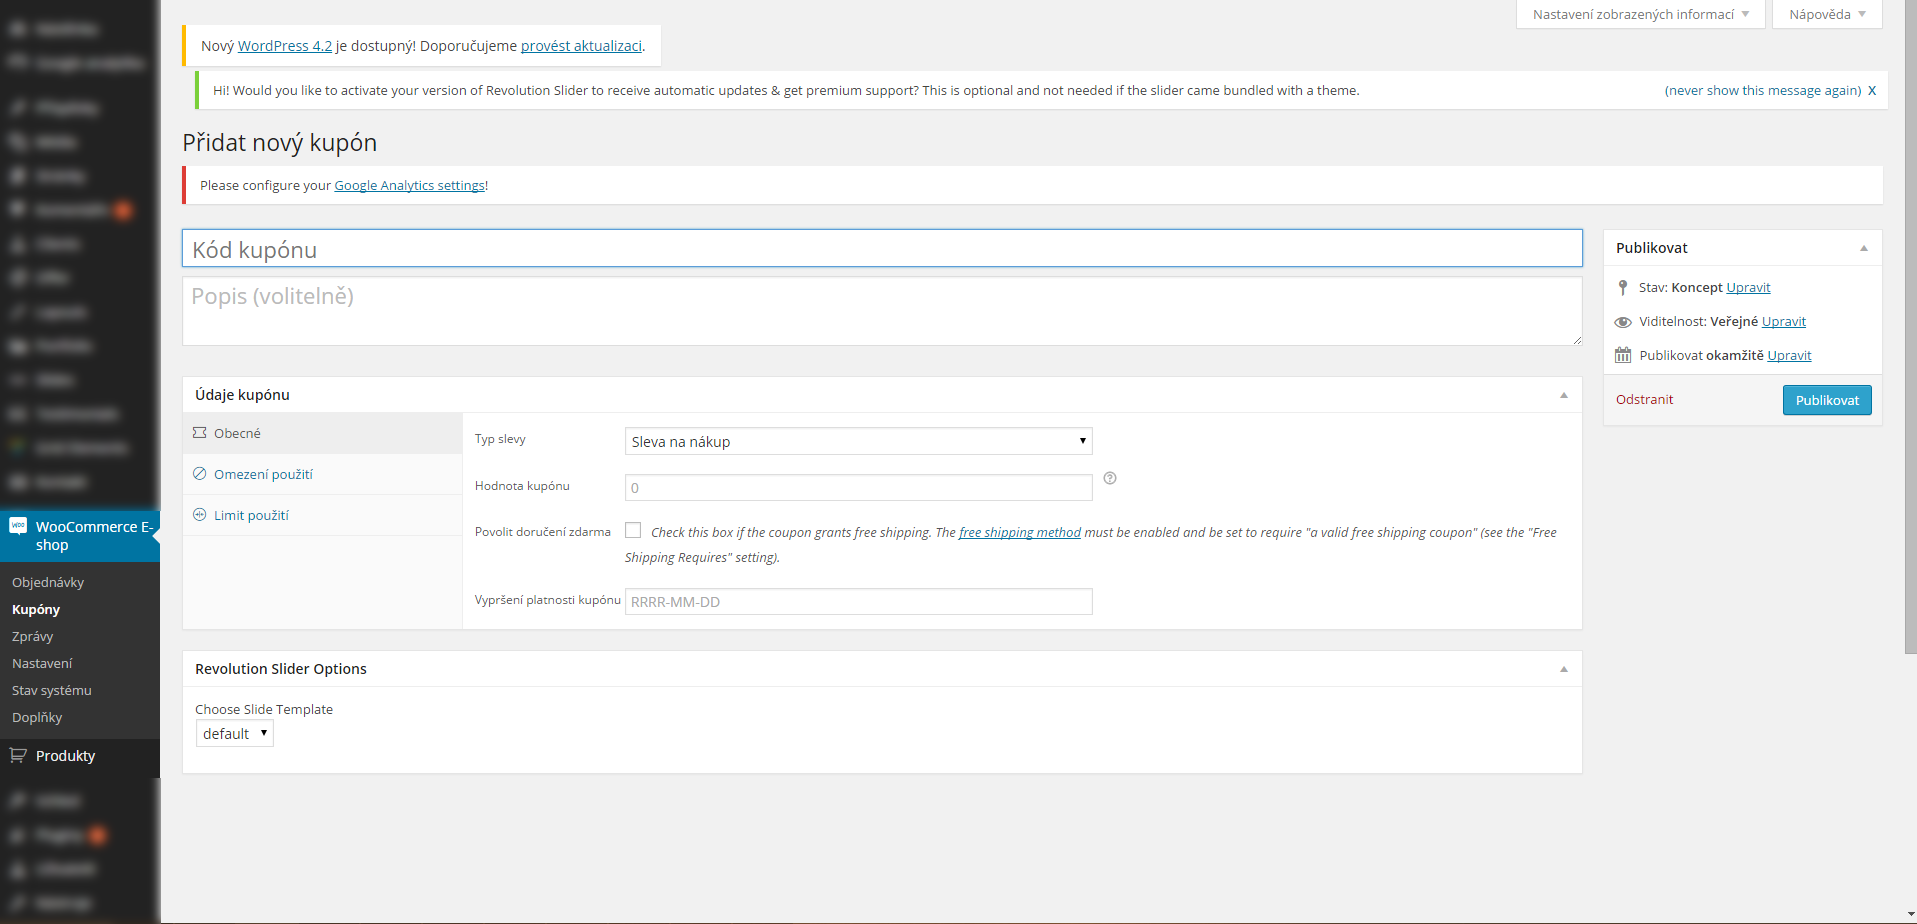 Nastavení zobrazených informací
Nápověda
Nový WordPress 4.2 je dostupný! Doporučujeme provést aktualizaci.
Hi! Would you like to activate your version of Revolution Slider to receive automatic updates & get premium support? This is optional and not needed if the slider came bundled with a theme.
(never show this message again) X
Přidat nový kupón
Please configure your Google Analytics settings!
Kód kupónu
Popis (volitelně)
Publikovat
Stav: Koncept Upravit
Viditelnost: Veřejné Upravit
Publikovat okamžitě Upravit
Odstranit
Publikovat
Údaje kupónu
Obecné
Omezení použití
Limit použití
Typ slevy
Sleva na nákup
Hodnota kupónu
0
Povolit doručení zdarma
Check this box if the coupon grants free shipping. The free shipping method must be enabled and be set to require "a valid free shipping coupon" (see the "Free
Shipping Requires" setting).
Vypršení platnosti kupónu
RRRR-MM-DD
Revolution Slider Options
Choose Slide Template
default
WooCommerce E-
shop
Objednávky
Kupóny
Zprávy
Nastavení
Stav systému
Doplňky
Produkty